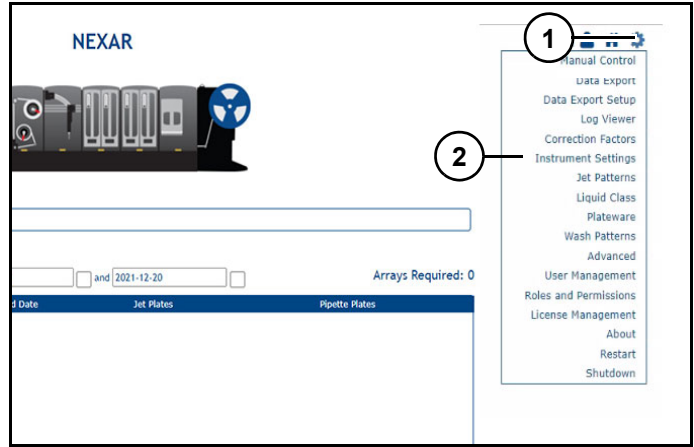 NEXAR
1
Manual Control
Data Export
Data Export Setup
Log Viewer
Correction Factors
2
Instrument Settings
Jet Patterns
Liquid Class
Plateware
Wash Patterns
Advanced
User Management
Roles and Permissions
License Management
About
Restart
Shutdown
and 2021-12-20
Arrays Required: 0
d Date Jet Plates Pipette Plates